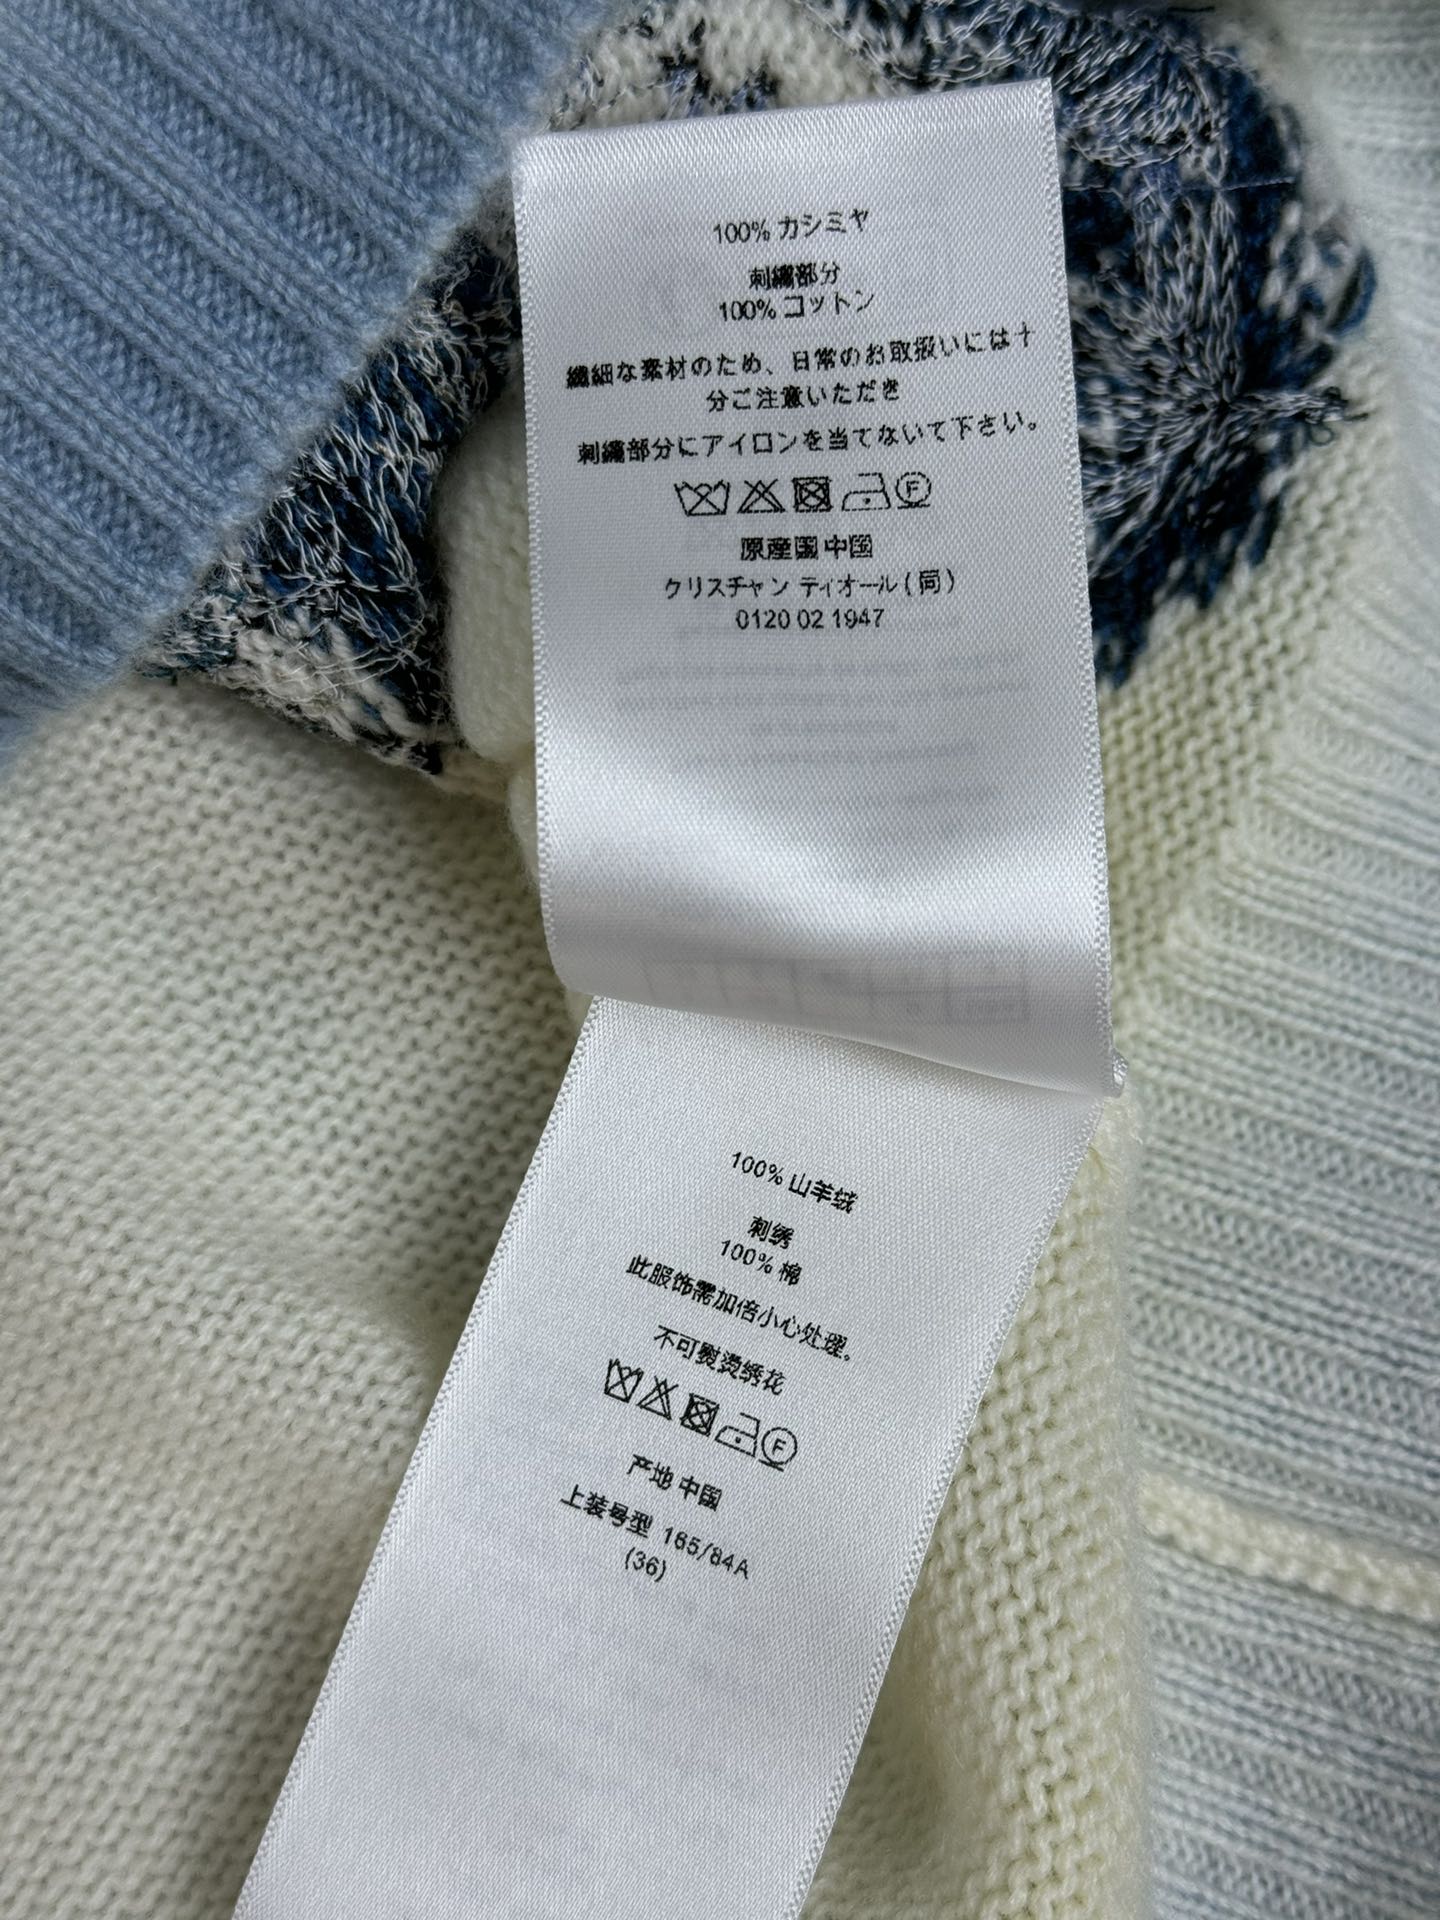 100% カシミヤ
刺繍部分
100% コットン
繊細な素材のため、日常のお取扱いには十
分ご注意いただき
刺繍部分にアイロンを当てないて下さい。
F
原産国 中国
クリスチャン ティオール ( 同 )
0120 02 1947
100% 山羊绒
刺绣
100% 棉
此服饰需加倍小心处理。
不可熨烫绣花
F
产地 中国
上装号型 165/84A
(36)